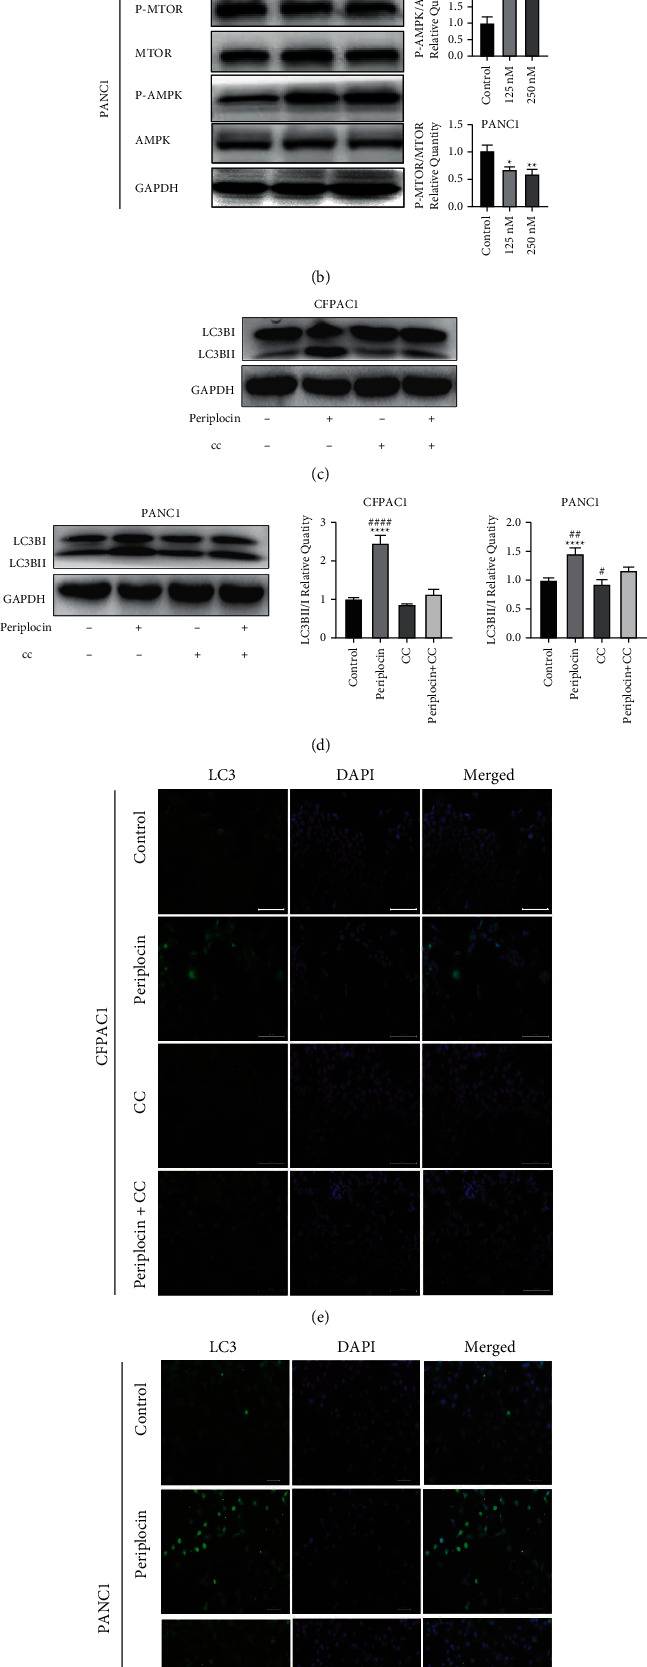 P-MTOR
MTOR
P-AMPK
AMPK
GAPDH
PANC1
P-AMPK/A
Relative Qu
1.5
1.0
0.5
0.0
Control
125 nM
250 nM
PANC1
P-MTOR/MTOR
Relative Quantity
1.5
1.0
0.5
0.0
*
**
Control
125 nM
250 nM
(b)
CFPAC1
LC3BI
LC3BII
GAPDH
Periplocin – + – +
cc – – + +
(c)
PANC1
LC3BI
LC3BII
GAPDH
Periplocin – + – +
cc – – + +
CFPAC1
LC3BII/I Relative Quatity
3
2
1
0
####
****
Control
Periplocin
CC
Periplocin+CC
PANC1
LC3BII/I Relative Quatity
2.0
1.5
1.0
0.5
0.0
##
****
#
Control
Periplocin
CC
Periplocin+CC
(d)
LC3 DAPI Merged
CFPAC1
Control
Periplocin
CC
Periplocin + CC
(e)
LC3 DAPI Merged
PANC1
Control
Periplocin